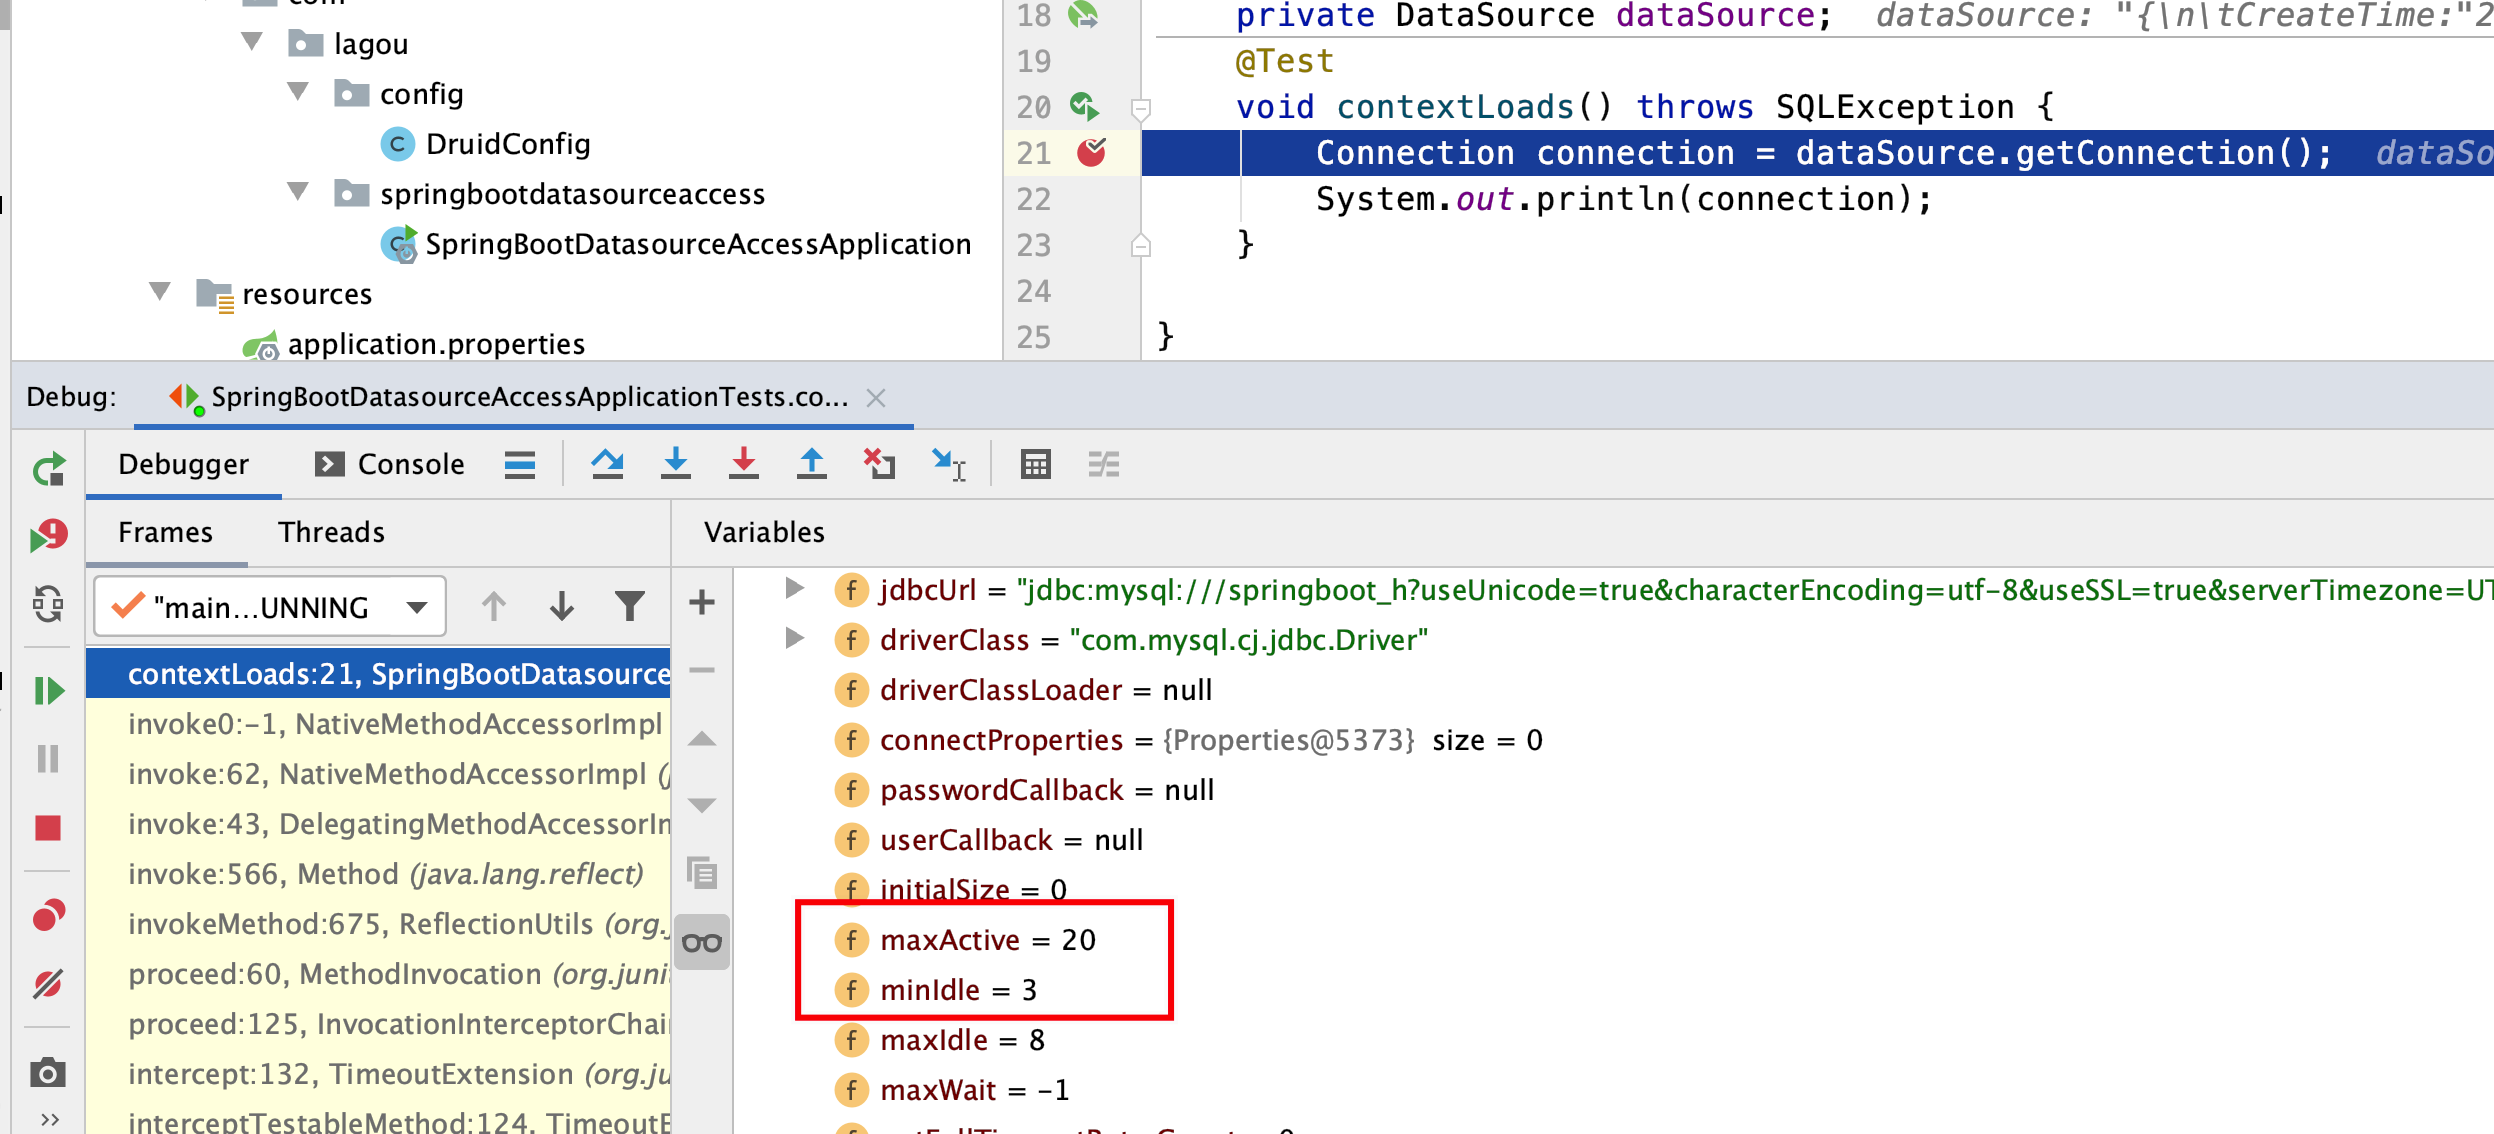 com
lagou
config
DruidConfig
springbootdatasourceaccess
SpringBootDatasourceAccessApplication
resources
application.properties
18 private DataSource dataSource; dataSource: "{\n\tCreateTime:"2
19 @Test
20 void contextLoads() throws SQLException {
21 Connection connection = dataSource.getConnection(); dataSo
22 System.out.println(connection);
23 }
24
25 }
Debug: SpringBootDatasourceAccessApplicationTests.co...
Debugger Console
Frames Threads Variables
"main...UNNING
contextLoads:21, SpringBootDatasource
invoke0:-1, NativeMethodAccessorImpl
invoke:62, NativeMethodAccessorImpl (j
invoke:43, DelegatingMethodAccessorIn
invoke:566, Method (java.lang.reflect)
invokeMethod:675, ReflectionUtils (org.j
proceed:60, MethodInvocation (org.juni
proceed:125, InvocationInterceptorChai
intercept:132, TimeoutExtension (org.ju
interceptTestableMethod:124, TimeoutE
jdbcUrl = "jdbc:mysql:///springboot_h?useUnicode=true&characterEncoding=utf-8&useSSL=true&serverTimezone=UT
driverClass = "com.mysql.cj.jdbc.Driver"
driverClassLoader = null
connectProperties = {Properties@5373} size = 0
passwordCallback = null
userCallback = null
initialSize = 0
maxActive = 20
minIdle = 3
maxIdle = 8
maxWait = -1